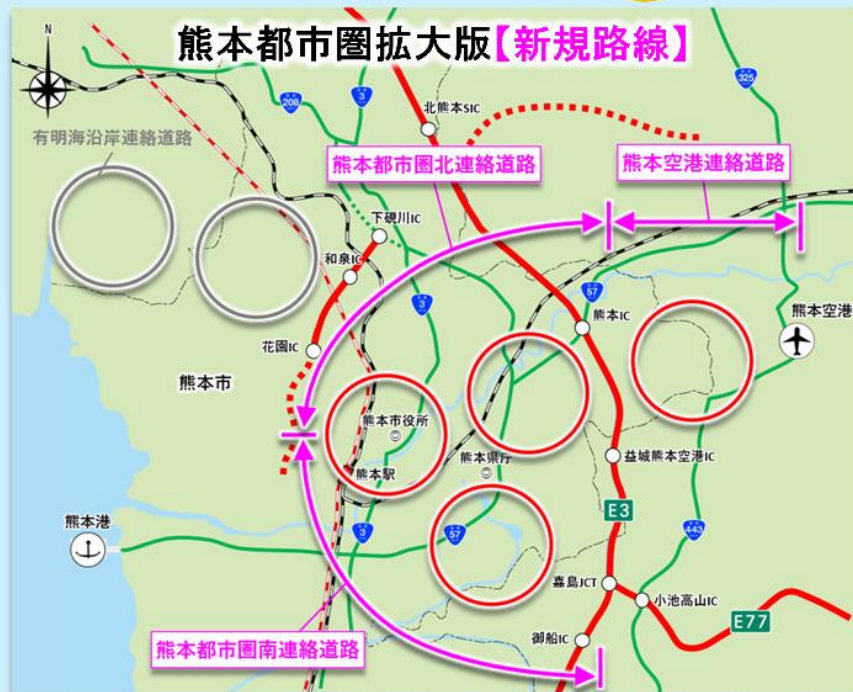 熊本都市圏拡大版【新規路線】
N
325
3
208
北熊本SIC
有明海沿岸連絡道路
熊本都市圏北連絡道路
熊本空港連絡道路
下硯川IC
和泉IC
57
3
熊本空港
熊本IC
花園IC
熊本市
熊本市役所
熊本県庁
益城熊本空港IC
熊本駅
E3
熊本港
3
57
443
嘉島JCT
小池高山IC
E77
御船IC
熊本都市圏南連絡道路